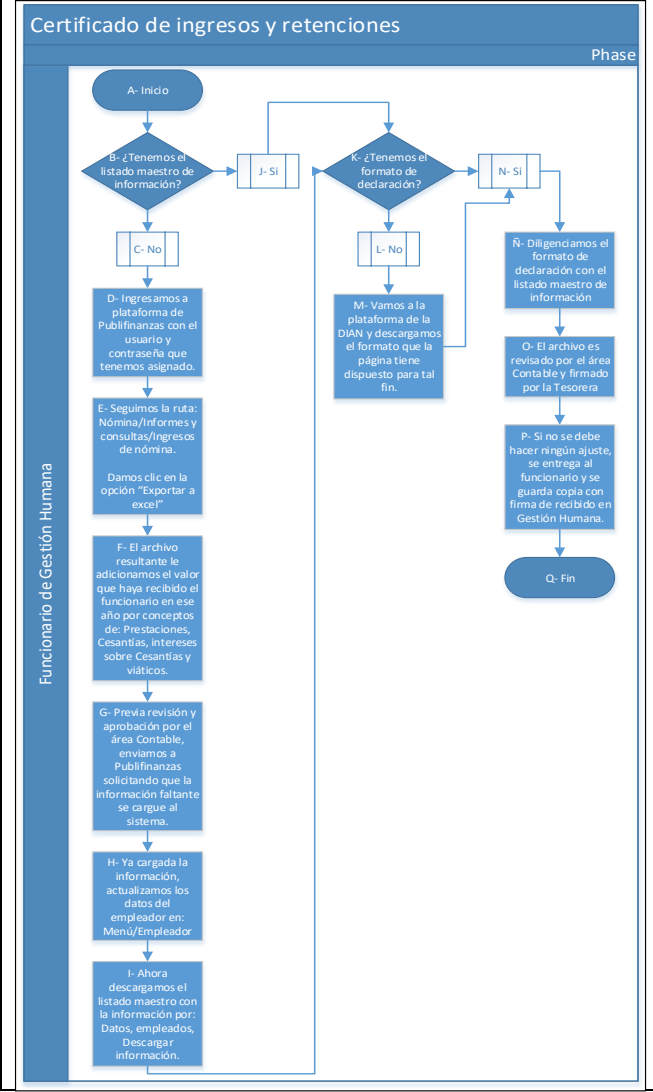 Certificado de ingresos y retenciones
Phase
Funcionario de Gestión Humana
A- Inicio
B- ¿Tenemos el
listado maestro de
información?
J- Si
C- No
D- Ingresamos a
plataforma de
Publifinanzas con el
usuario y
contraseña que
tenemos asignado.
E- Seguimos la ruta:
Nómina/Informes y
consultas/Ingresos
de nómina.
Damos clic en la
opción “Exportar a
excel”
F- El archivo
resultante le
adicionamos el valor
que haya recibido el
funcionario en ese
año por conceptos
de: Prestaciones,
Cesantías, intereses
sobre Cesantías y
viáticos.
G- Previa revisión y
aprobación por el
área Contable,
enviamos a
Publifinanzas
solicitando que la
información faltante
se cargue al
sistema.
H- Ya cargada la
información,
actualizamos los
datos del
empleador en:
Menú/Empleador
I- Ahora
descargamos el
listado maestro con
la información por:
Datos, empleados,
Descargar
información.
K- ¿Tenemos el
formato de
declaración?
N- Si
L- No
M- Vamos a la
plataforma de la
DIAN y descargamos
el formato que la
página tiene
dispuesto para tal
fin.
Ñ- Diligenciamos el
formato de
declaración con el
listado maestro de
información
O- El archivo es
revisado por el área
Contable y firmado
por la Tesorera
P- Si no se debe
hacer ningún ajuste,
se entrega al
funcionario y se
guarda copia con
firma de recibido en
Gestión Humana.
Q- Fin